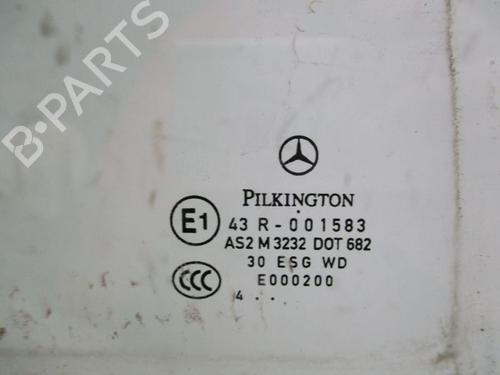 B·PARTS
PILKINGTON
E1
43 R - 001583
AS2 M 3232 DOT 682
30 ESG WD
CCC
E000200
4 . . .